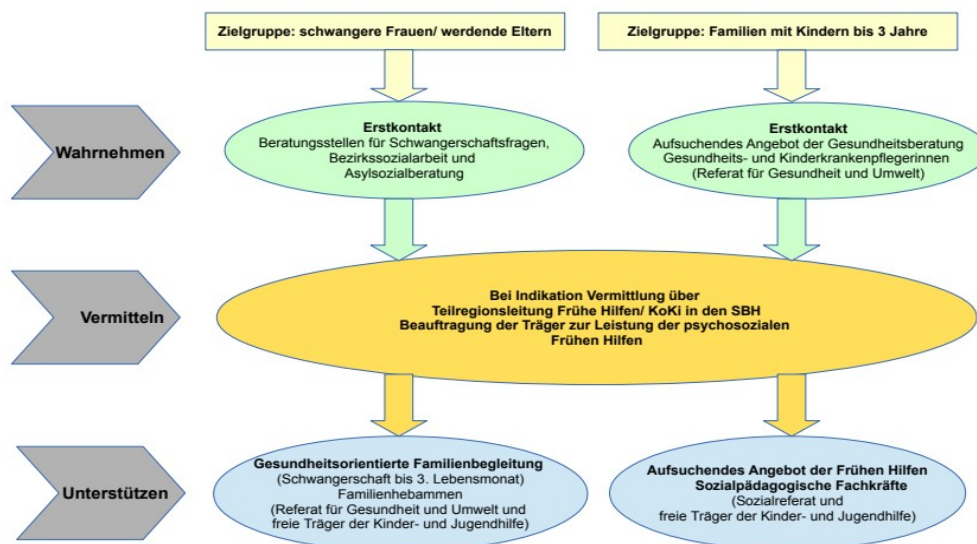 Zielgruppe: schwangere Frauen/ werdende Eltern
Zielgruppe: Familien mit Kindern bis 3 Jahre
Wahrnehmen
Erstkontakt
Beratungsstellen für Schwangerschaftsfragen,
Bezirkssozialarbeit und
Asylsozialberatung
Erstkontakt
Aufsuchendes Angebot der Gesundheitsberatung
Gesundheits- und Kinderkrankenpflegerinnen
(Referat für Gesundheit und Umwelt)
Vermitteln
Bei Indikation Vermittlung über
Teilregionsleitung Frühe Hilfen/ KoKi in den SBH
Beauftragung der Träger zur Leistung der psychosozialen
Frühen Hilfen
Unterstützen
Gesundheitsorientierte Familienbegleitung
(Schwangerschaft bis 3. Lebensmonat)
Familienhebammen
(Referat für Gesundheit und Umwelt und
freie Träger der Kinder- und Jugendhilfe)
Aufsuchendes Angebot der Frühen Hilfen
Sozialpädagogische Fachkräfte
(Sozialreferat und
freie Träger der Kinder- und Jugendhilfe)